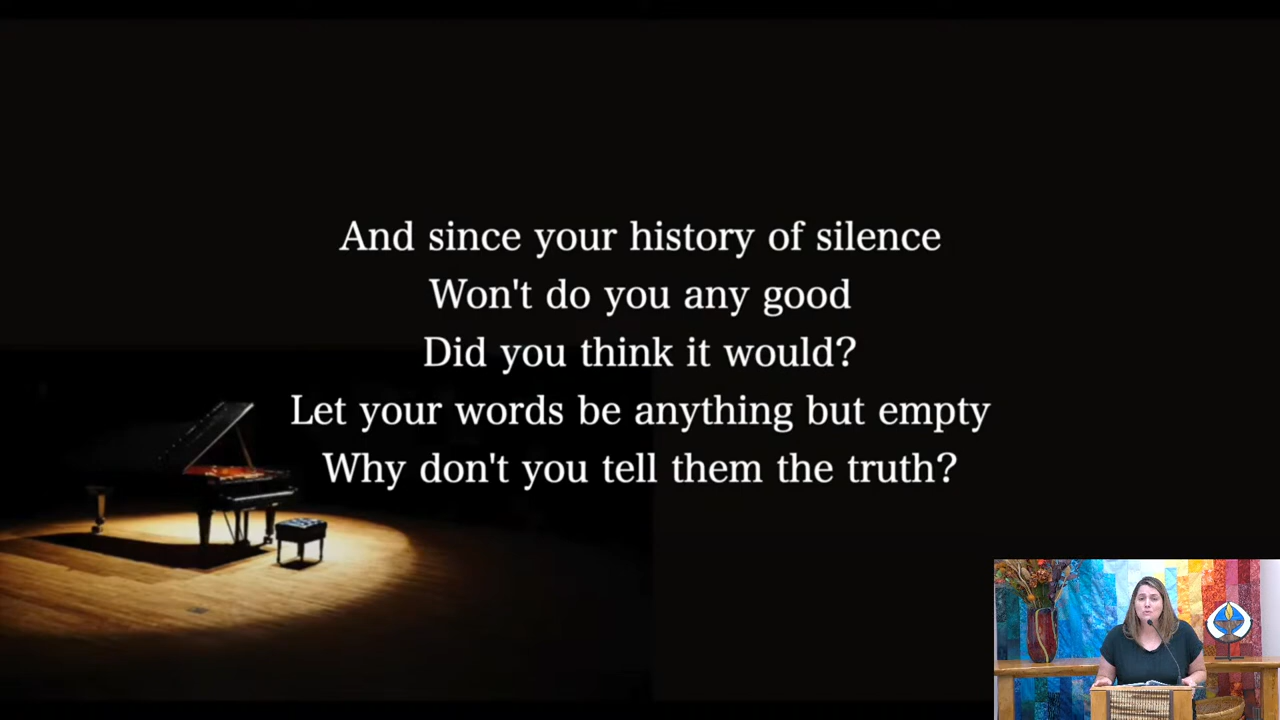 And since your history of silence
Won't do you any good
Did you think it would?
Let your words be anything but empty
Why don't you tell them the truth?